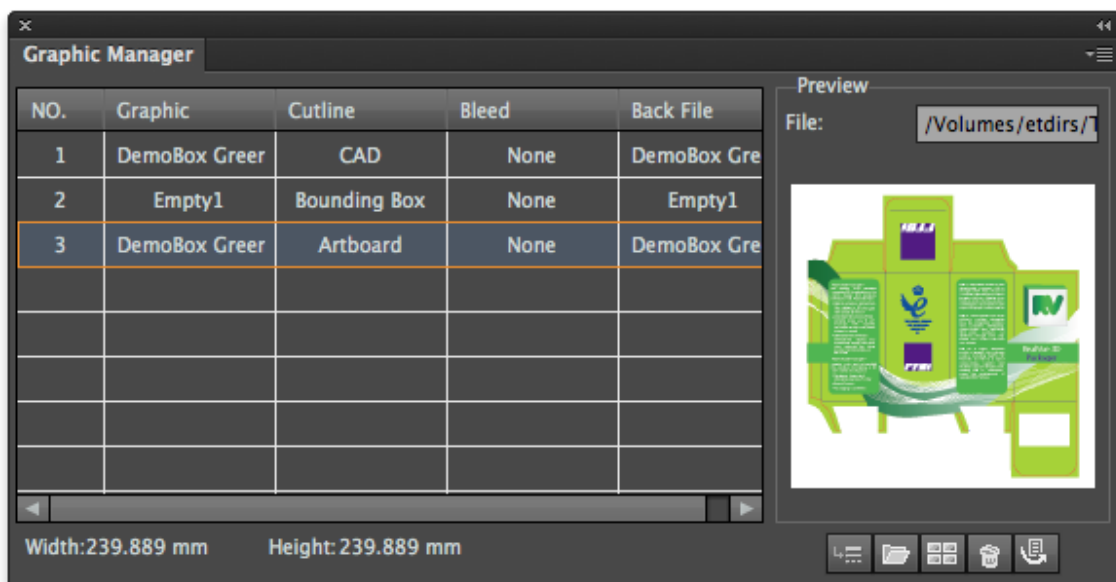 Graphic Manager
Preview
NO. Graphic Cutline Bleed Back File
File: /Volumes/etdirs/T
1 DemoBox Greer CAD None DemoBox Gre
2 Empty1 Bounding Box None Empty1
3 DemoBox Greer Artboard None DemoBox Gre
RV
Width:239.889 mm Height:239.889 mm